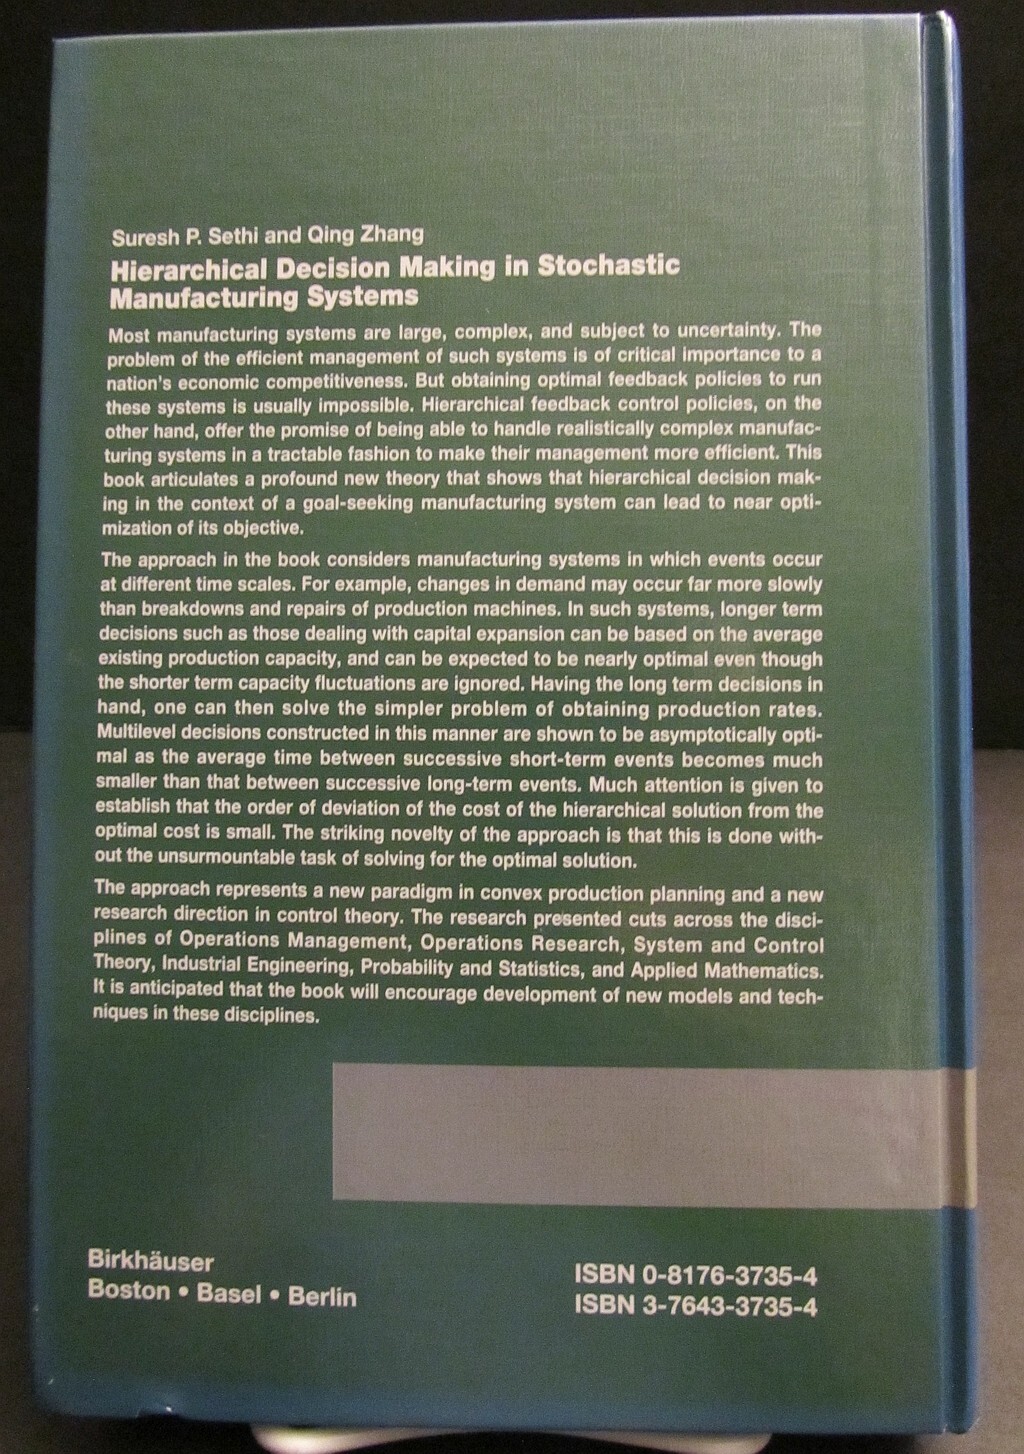 Suresh P. Sethi and Qing Zhang
Hierarchical Decision Making in Stochastic
Manufacturing Systems
Most manufacturing systems are large, complex, and subject to uncertainty. The
problem of the efficient management of such systems is of critical importance to a
nation's economic competitiveness. But obtaining optimal feedback policies to run
these systems is usually impossible. Hierarchical feedback control policies, on the
other hand, offer the promise of being able to handle realistically complex manufac-
turing systems in a tractable fashion to make their management more efficient. This
book articulates a profound new theory that shows that hierarchical decision mak-
ing in the context of a goal-seeking manufacturing system can lead to near opti-
mization of its objective.
The approach in the book considers manufacturing systems in which events occur
at different time scales. For example, changes in demand may occur far more slowly
than breakdowns and repairs of production machines. In such systems, longer term
decisions such as those dealing with capital expansion can be based on the average
existing production capacity, and can be expected to be nearly optimal even though
the shorter term capacity fluctuations are ignored. Having the long term decisions in
hand, one can then solve the simpler problem of obtaining production rates.
Multilevel decisions constructed in this manner are shown to be asymptotically opti-
mal as the average time between successive short-term events becomes much
smaller than that between successive long-term events. Much attention is given to
establish that the order of deviation of the cost of the hierarchical solution from the
optimal cost is small. The striking novelty of the approach is that this is done with-
out the unsurmountable task of solving for the optimal solution.
The approach represents a new paradigm in convex production planning and a new
research direction in control theory. The research presented cuts across the disci-
plines of Operations Management, Operations Research, System and Control
Theory, Industrial Engineering, Probability and Statistics, and Applied Mathematics.
It is anticipated that the book will encourage development of new models and tech-
niques in these disciplines.
Birkhäuser
Boston • Basel • Berlin
ISBN 0-8176-3735-4
ISBN 3-7643-3735-4